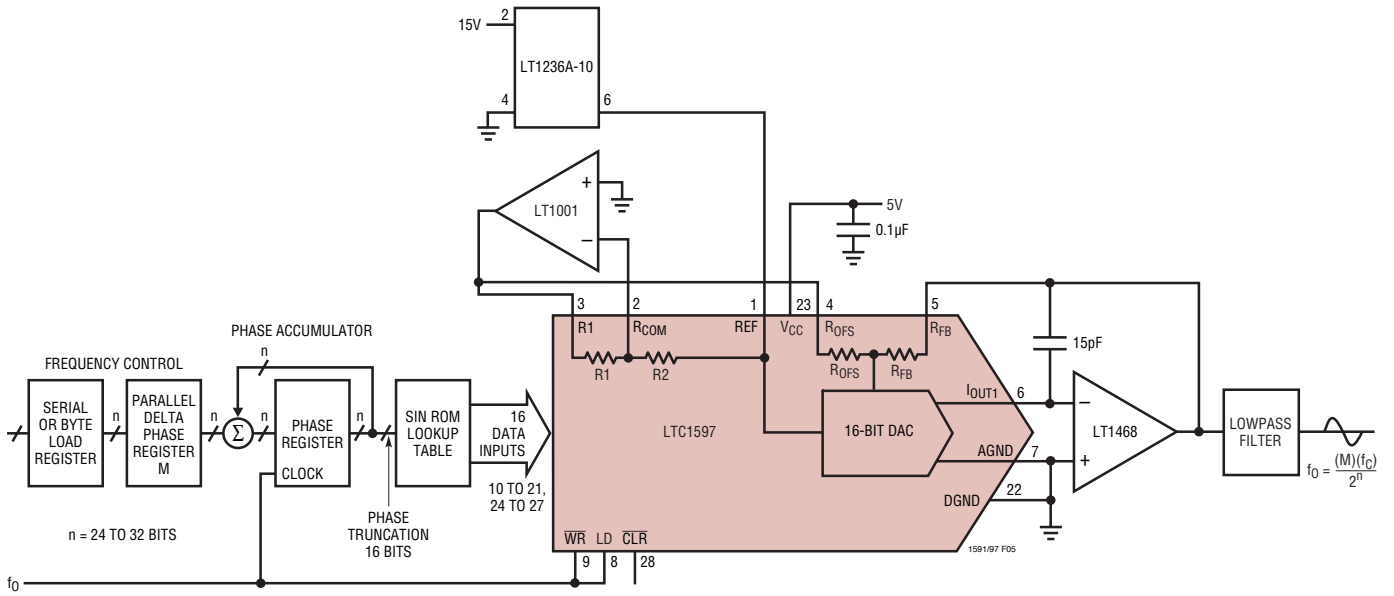 15V
2
LT1236A-10
4
6
+
LT1001
–
5V
0.1µF
3
2
1
23
4
5
R1
RCOM
REF
VCC
ROFS
RFB
R1
R2
ROFS
RFB
15pF
PHASE ACCUMULATOR
n
FREQUENCY CONTROL
SERIAL
OR BYTE
LOAD
REGISTER
n
PARALLEL
DELTA
PHASE
REGISTER
M
n
Σ
n
PHASE
REGISTER
CLOCK
n
SIN ROM
LOOKUP
TABLE
16
DATA
INPUTS
10 TO 21,
24 TO 27
PHASE
TRUNCATION
16 BITS
n = 24 TO 32 BITS
LTC1597
16-BIT DAC
IOUT1
6
AGND
7
DGND
22
–
LT1468
+
LOWPASS
FILTER
fO = (M)(fC)/2^n
WR
LD
CLR
9
8
28
1591/97 F05
fO